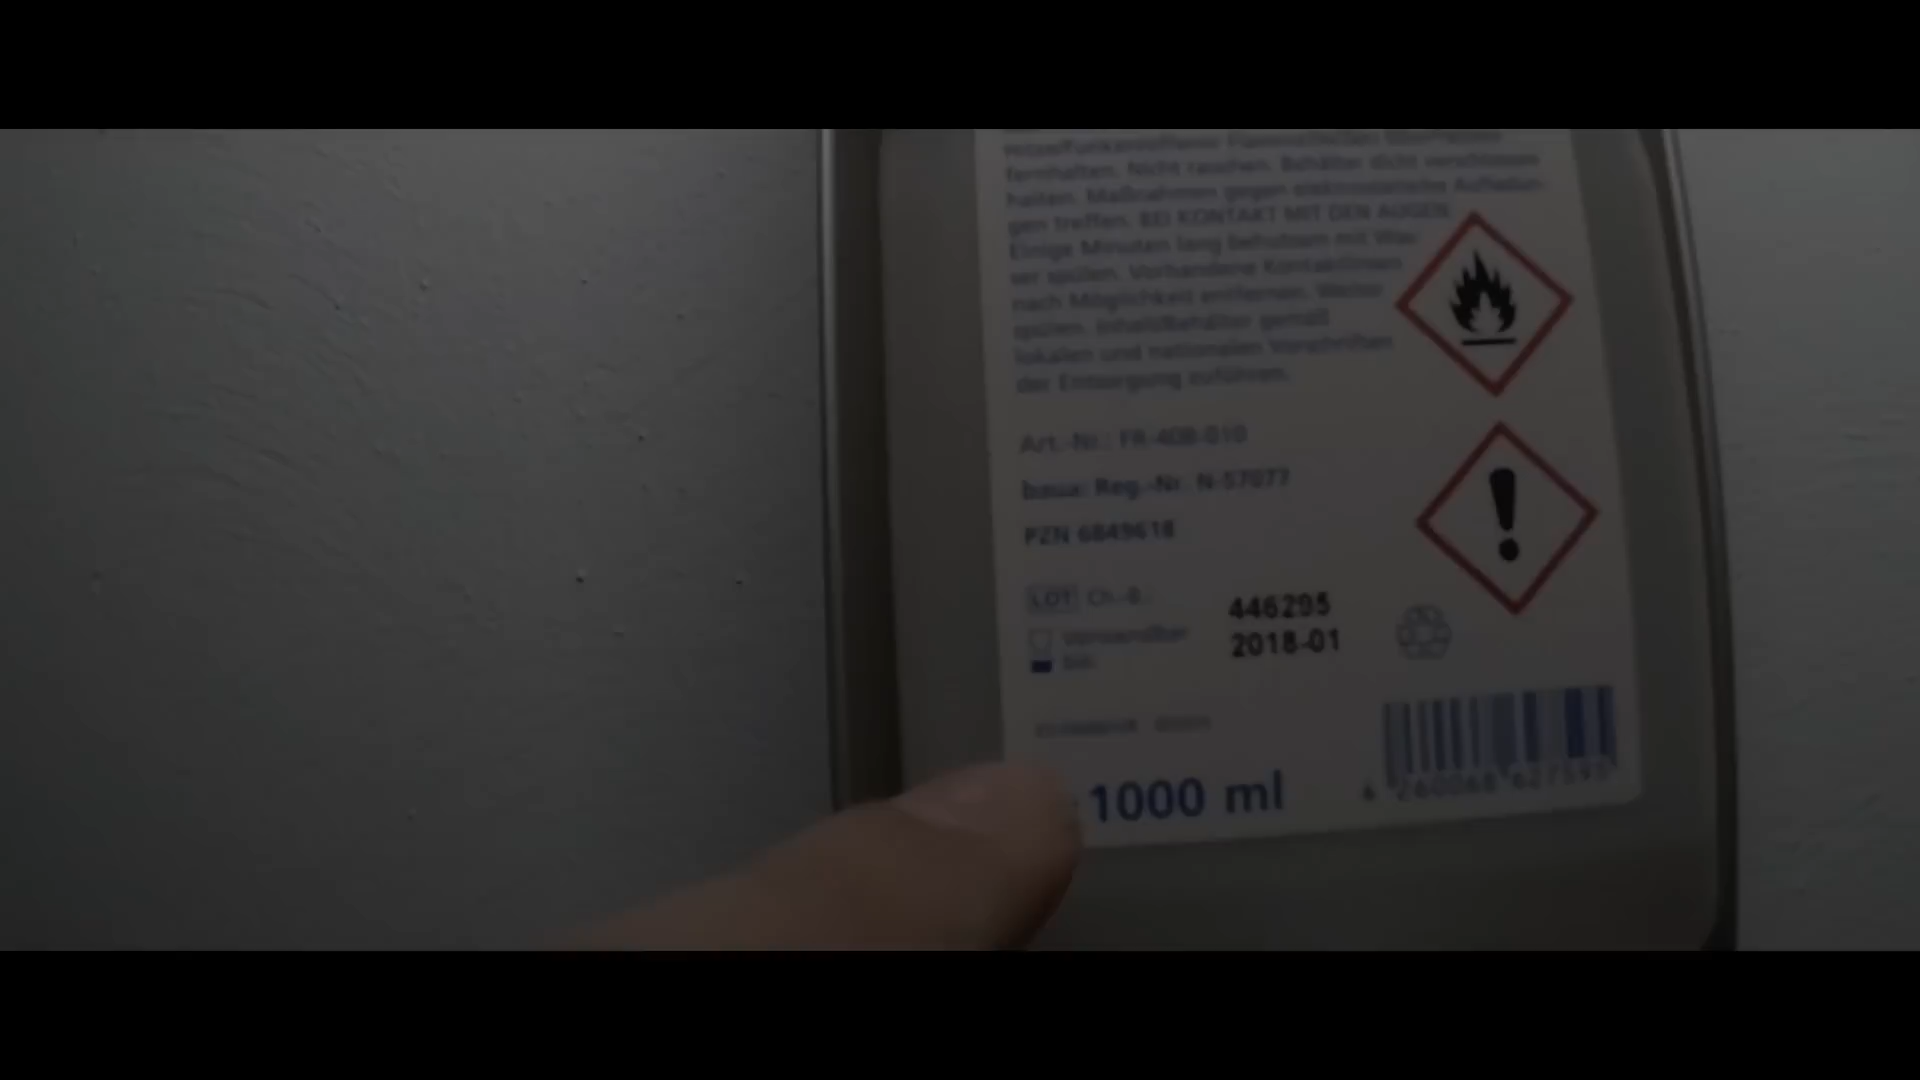 fernhalten. Nicht rauchen. Behälter dicht verschlossen
halten. Maßnahmen gegen elektrostatische Aufladun-
gen treffen. BEI KONTAKT MIT DEN AUGEN:
Einige Minuten lang behutsam mit Was-
ser spülen. Vorhandene Kontaktlinsen
nach Möglichkeit entfernen. Weiter
spülen. Inhalt/Behälter gemäß
lokalen und nationalen Vorschriften
der Entsorgung zuführen.
Art.-Nr.: FR-408-010
baua: Reg.-Nr. N-57077
PZN 6849618
LOT Ch.-B.:
446295
Verwendbar
bis:
2018-01
1000 ml